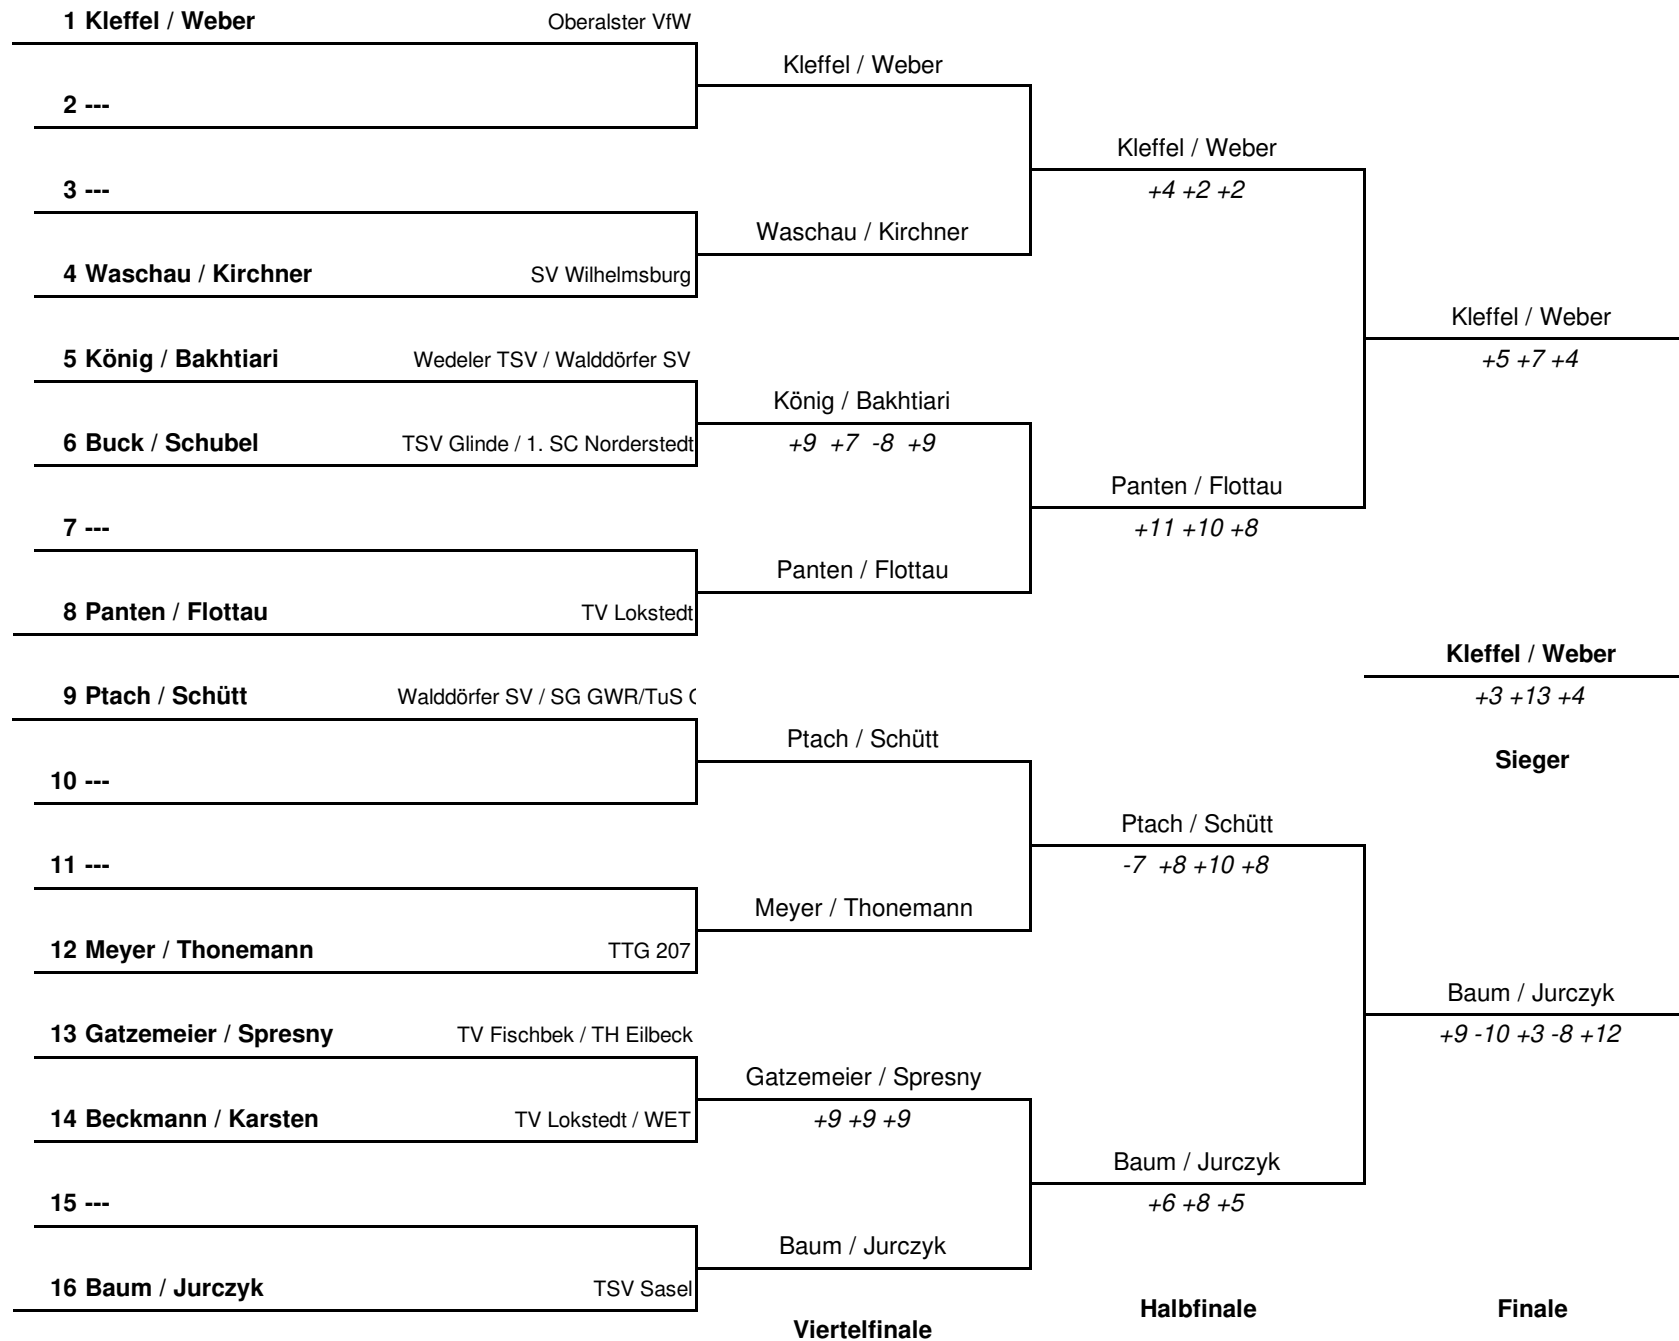 1 Kleffel / Weber Oberalster VfW
Kleffel / Weber
2 ---
Kleffel / Weber
3 ---
+4 +2 +2
Waschau / Kirchner
4 Waschau / Kirchner SV Wilhelmsburg
Kleffel / Weber
5 König / Bakhtiari Wedeler TSV / Walddörfer SV
+5 +7 +4
König / Bakhtiari
6 Buck / Schubel TSV Glinde / 1. SC Norderstedt
+9 +7 -8 +9
Panten / Flottau
7 ---
+11 +10 +8
Panten / Flottau
8 Panten / Flottau TV Lokstedt
Kleffel / Weber
9 Ptach / Schütt Walddörfer SV / SG GWR/TuS
+3 +13 +4
Ptach / Schütt
Sieger
10 ---
Ptach / Schütt
11 ---
-7 +8 +10 +8
Meyer / Thonemann
12 Meyer / Thonemann TTG 207
Baum / Jurczyk
13 Gatzemeier / Spresny TV Fischbek / TH Eilbeck
+9 -10 +3 -8 +12
Gatzemeier / Spresny
14 Beckmann / Karsten TV Lokstedt / WET
+9 +9 +9
Baum / Jurczyk
15 ---
+6 +8 +5
Baum / Jurczyk
16 Baum / Jurczyk TSV Sasel
Viertelfinale
Halbfinale
Finale